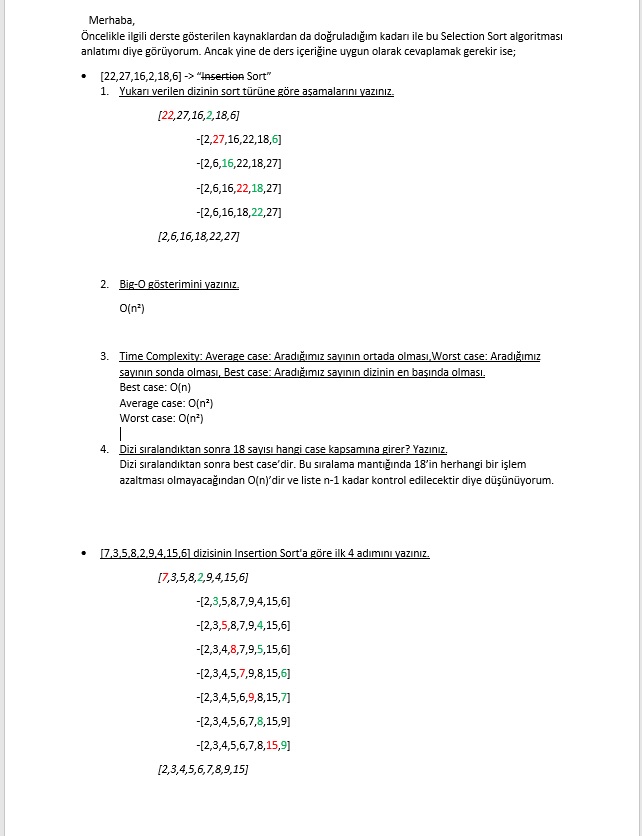 Merhaba,
Öncelikle ilgili derste gösterilen kaynaklardan da doğruladığım kadarı ile bu Selection Sort algoritması
anlatımı diye görüyorum. Ancak yine de ders içeriğine uygun olarak cevaplamak gerekir ise;
• [22,27,16,2,18,6] -> “Insertion Sort”
1. Yukarı verilen dizinin sort türüne göre aşamalarını yazınız.
[22,27,16,2,18,6]
-[2,27,16,22,18,6]
-[2,6,16,22,18,27]
-[2,6,16,22,18,27]
-[2,6,16,18,22,27]
[2,6,16,18,22,27]
2. Big-O gösterimini yazınız.
O(n²)
3. Time Complexity: Average case: Aradığımız sayının ortada olması,Worst case: Aradığımız
sayının sonda olması, Best case: Aradığımız sayının dizinin en başında olması.
Best case: O(n)
Average case: O(n²)
Worst case: O(n²)
4. Dizi sıralandıktan sonra 18 sayısı hangi case kapsamına girer? Yazınız.
Dizi sıralandıktan sonra best case’dir. Bu sıralama mantığında 18’in herhangi bir işlem
azaltması olmayacağından O(n)’dir ve liste n-1 kadar kontrol edilecektir diye düşünüyorum.
• [7,3,5,8,2,9,4,15,6] dizisinin Insertion Sort'a göre ilk 4 adımını yazınız.
[7,3,5,8,2,9,4,15,6]
-[2,3,5,8,7,9,4,15,6]
-[2,3,5,8,7,9,4,15,6]
-[2,3,4,8,7,9,5,15,6]
-[2,3,4,5,7,9,8,15,6]
-[2,3,4,5,6,9,8,15,7]
-[2,3,4,5,6,7,8,15,9]
-[2,3,4,5,6,7,8,15,9]
[2,3,4,5,6,7,8,9,15]